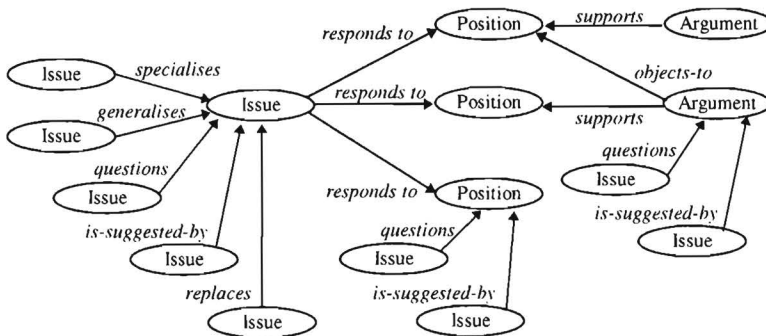 Position
supports
Argument
responds to
Issue
specialises
objects-to
Issue
responds to
Position
Argument
generalises
supports
Issue
questions
questions
Issue
responds to
Position
Issue
is-suggested-by
questions
is-suggested-by
Issue
Issue
Issue
replaces
is-suggested-by
Issue
Issue